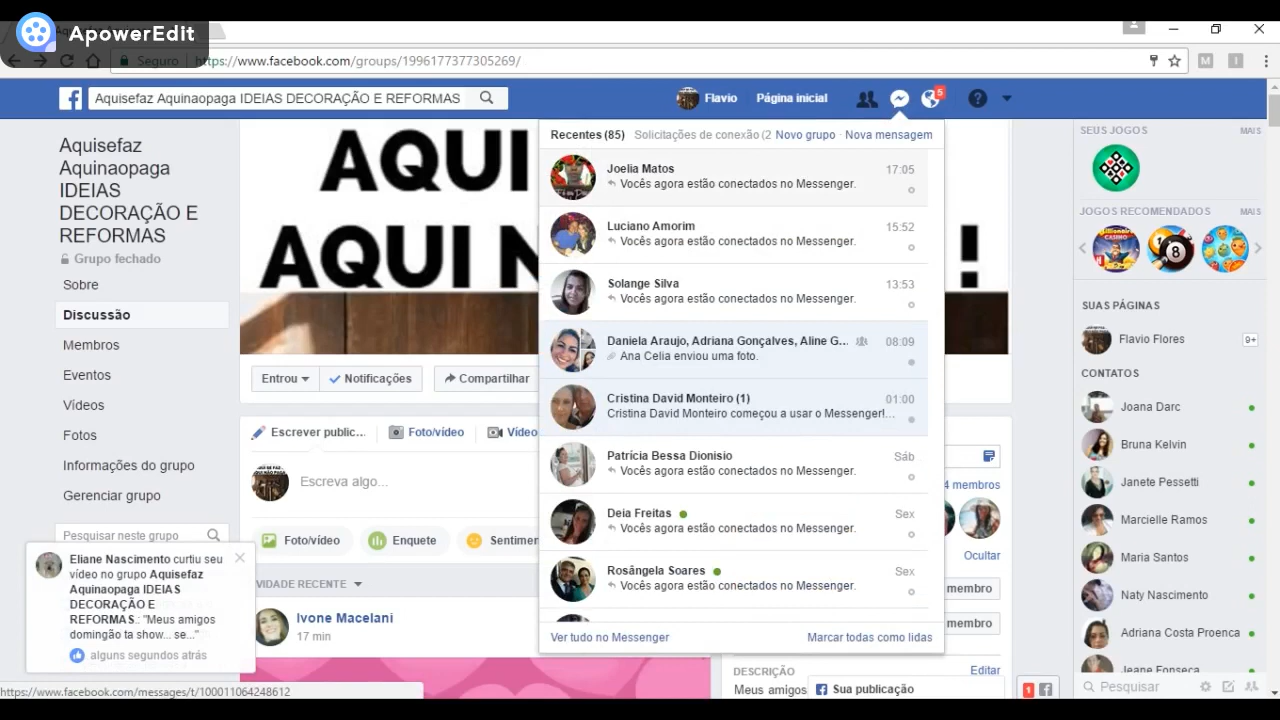 ApowerEdit
Seguro
https://www.facebook.com/groups/1996177377305269/
M
I
Aquisefaz Aquinaopaga IDEIAS DECORAÇÃO E REFORMAS
Flavio
Página inicial
5
Aquisefaz
Aquinaopaga
IDEIAS
DECORAÇÃO E
REFORMAS
Grupo fechado
Sobre
Discussão
Membros
Eventos
Vídeos
Fotos
Informações do grupo
Gerenciar grupo
Pesquisar neste grupo
Eliane Nascimento curtiu seu
vídeo no grupo Aquisefaz
Aquinaopaga IDEIAS
DECORAÇÃO E
REFORMAS.: "Meus amigos
domingão ta show... se..."
alguns segundos atrás
https://www.facebook.com/messages/t/100011064248612
AQUI
AQUI N
!
Entrou
Notificações
Compartilhar
Escrever public...
Foto/vídeo
Vídeo
Escreva algo...
Foto/vídeo
Enquete
Sentimen
VIDADE RECENTE
Ivone Macelani
17 min
Recentes (85)
Solicitações de conexão (2
Novo grupo · Nova mensagem
Joelia Matos
17:05
Vocês agora estão conectados no Messenger.
Luciano Amorim
15:52
Vocês agora estão conectados no Messenger.
Solange Silva
13:53
Vocês agora estão conectados no Messenger.
Daniela Araujo, Adriana Gonçalves, Aline G...
08:09
Ana Celia enviou uma foto.
Cristina David Monteiro (1)
01:00
Cristina David Monteiro começou a usar o Messenger!...
Patrícia Bessa Dionisio
Sáb
Vocês agora estão conectados no Messenger.
Deia Freitas
Sex
Vocês agora estão conectados no Messenger.
Rosângela Soares
Sex
Vocês agora estão conectados no Messenger.
Ver tudo no Messenger
Marcar todas como lidas
4 membros
Ocultar
membro
membro
DESCRIÇÃO
Editar
Meus amigos
Sua publicação
SEUS JOGOS
MAIS
JOGOS RECOMENDADOS
MAIS
8
SUAS PÁGINAS
Flavio Flores
9+
CONTATOS
Joana Darc
Bruna Kelvin
Janete Pessetti
Marcielle Ramos
Maria Santos
Naty Nascimento
Adriana Costa Proenca
Jeane Fonseca
1
Pesquisar